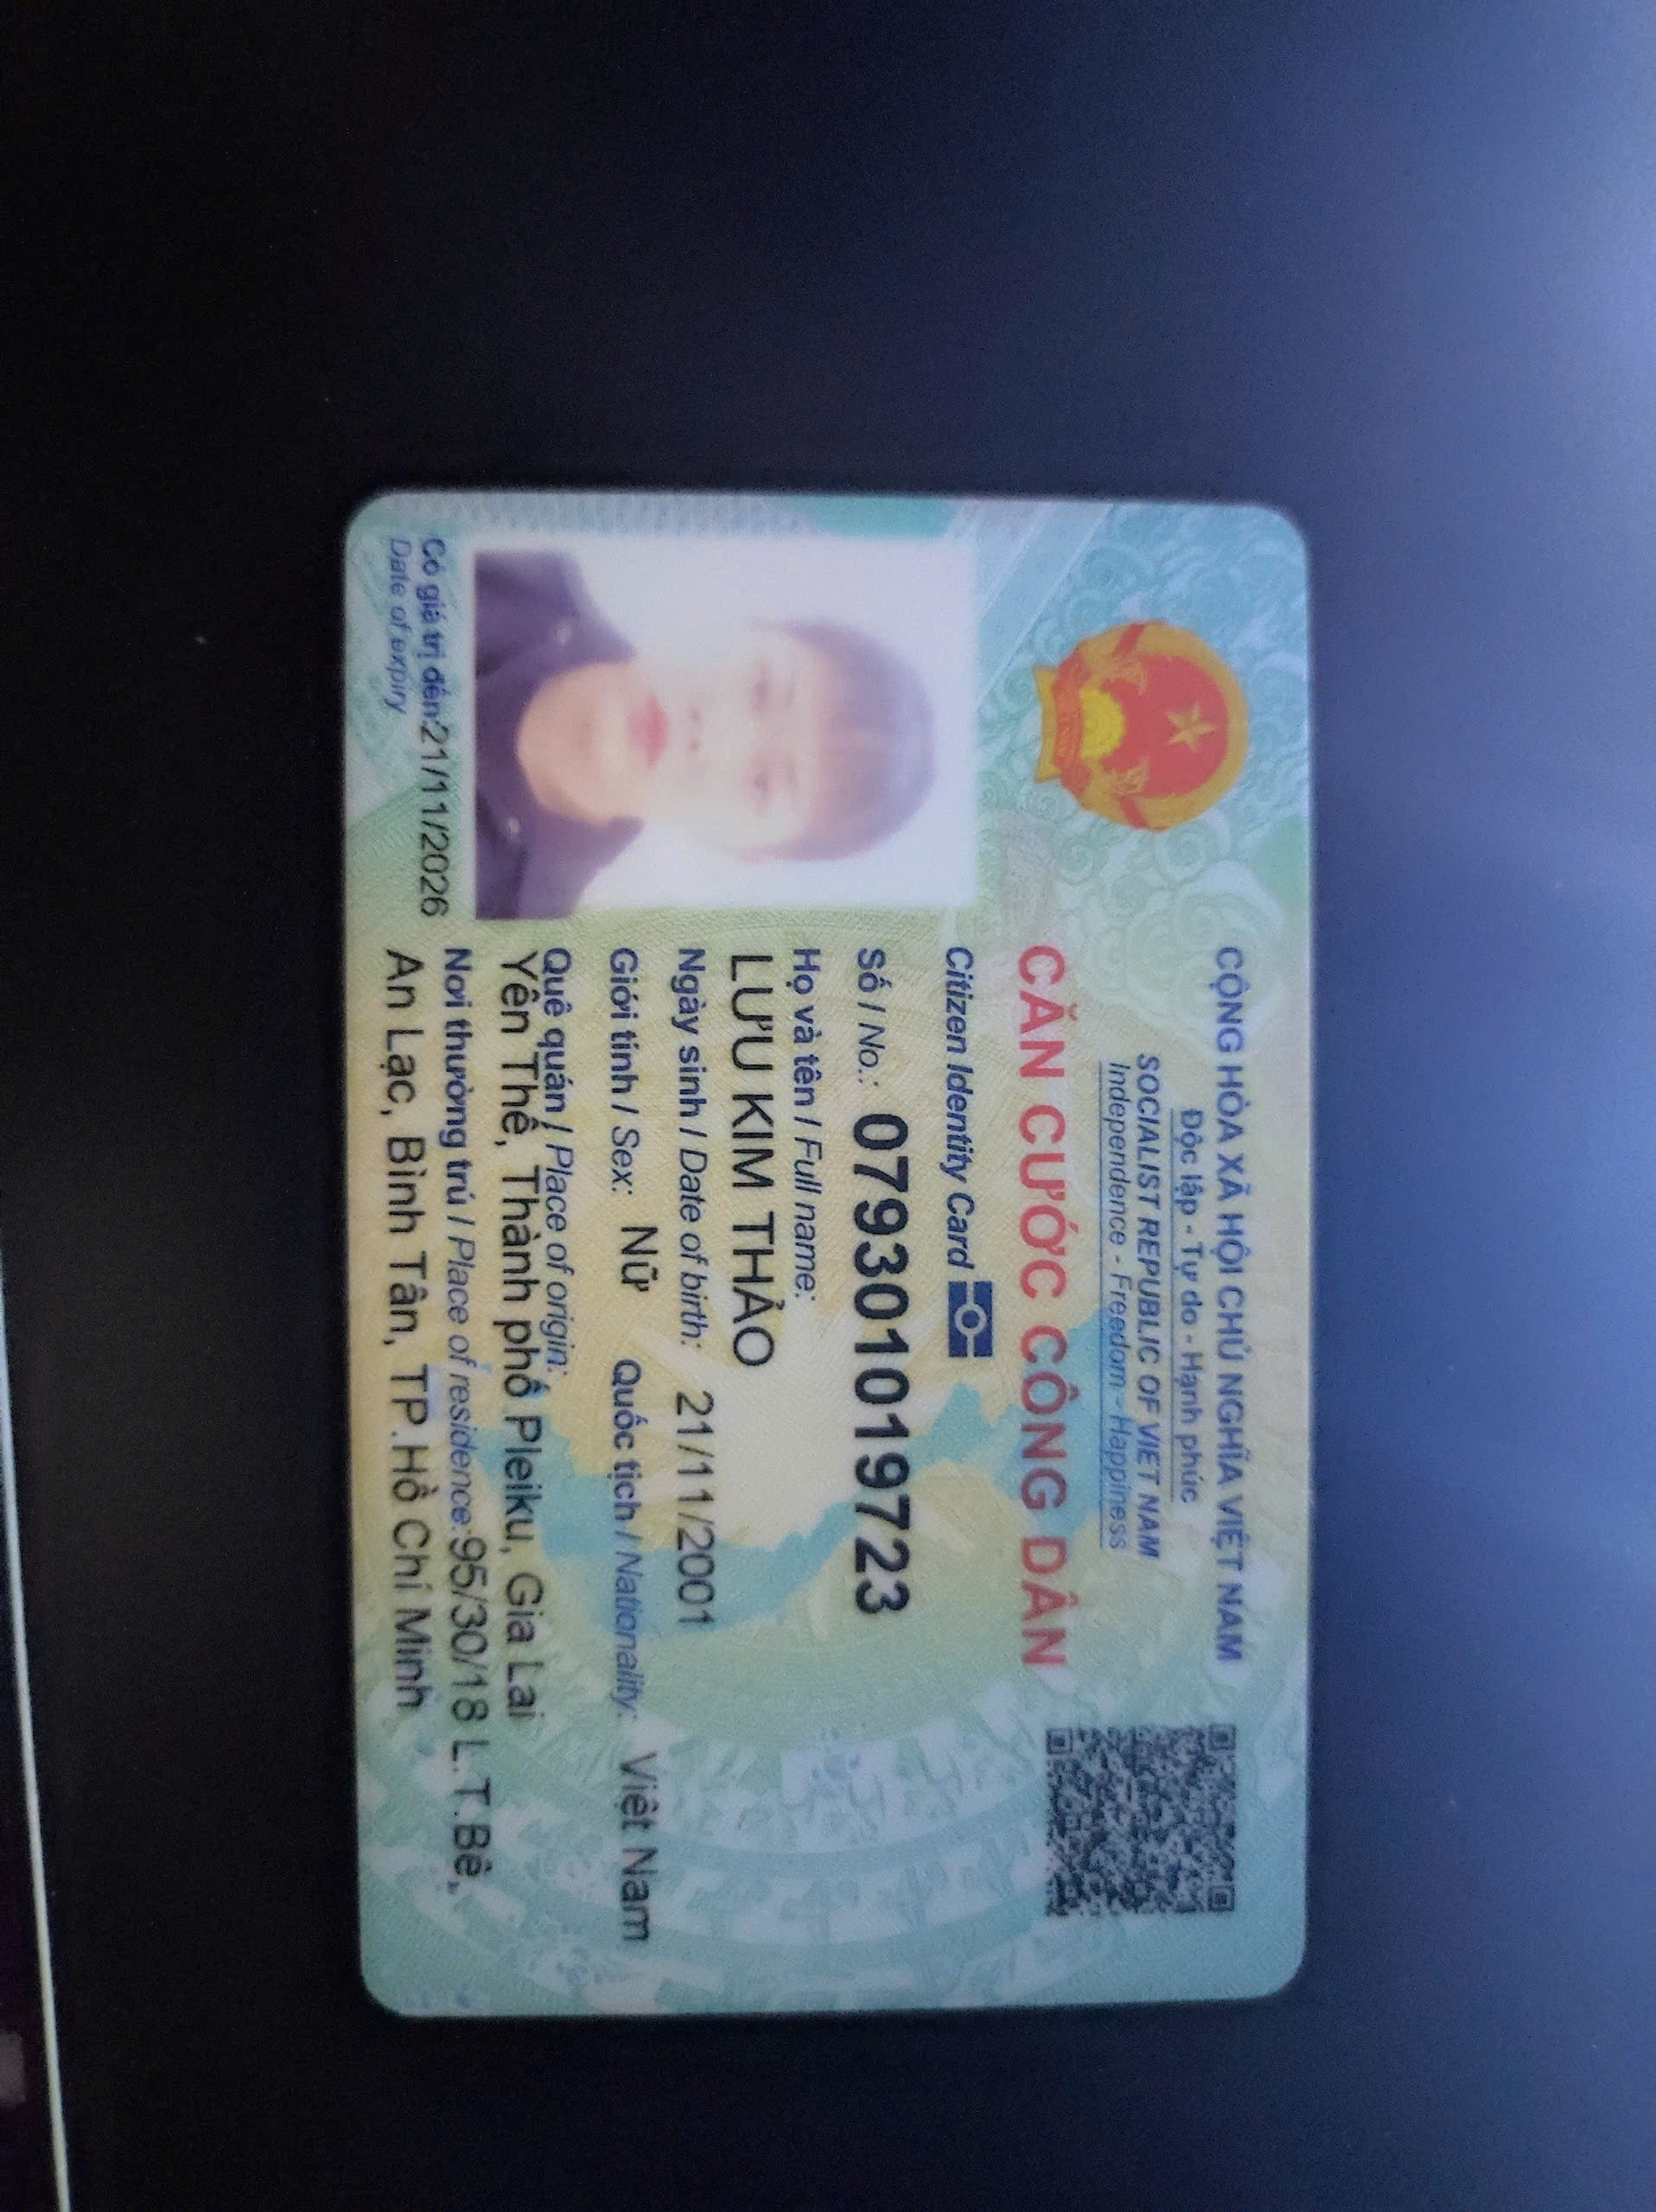 CỘNG HÒA XÃ HỘI CHỦ NGHĨA VIỆT NAM
Độc lập - Tự do - Hạnh phúc
SOCIALIST REPUBLIC OF VIET NAM
Independence - Freedom - Happiness
CĂN CƯỚC CÔNG DÂN
Citizen Identity Card
Số / No.: 079301019723
Họ và tên / Full name:
LƯU KIM THẢO
Ngày sinh / Date of birth: 21/11/2001
Giới tính / Sex: Nữ Quốc tịch / Nationality: Việt Nam
Quê quán / Place of origin:
Yên Thế, Thành phố Pleiku, Gia Lai
Nơi thường trú / Place of residence: 95/30/18 L.T.Bê,
An Lạc, Bình Tân, TP.Hồ Chí Minh
Có giá trị đến: 21/11/2026
Date of expiry